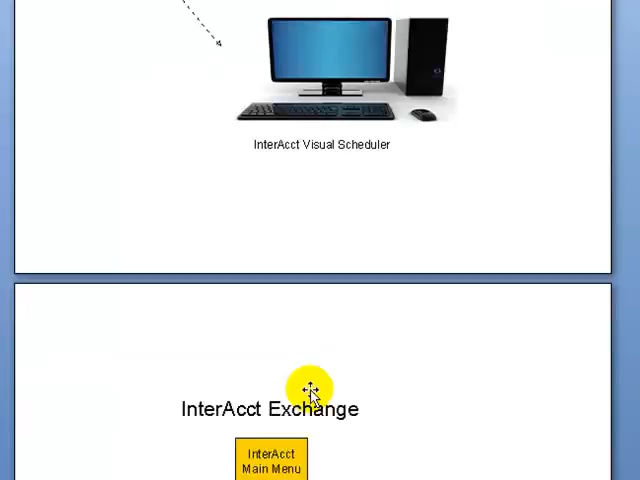 InterAcct Visual Scheduler
InterAcct Exchange
InterAcct
Main Menu